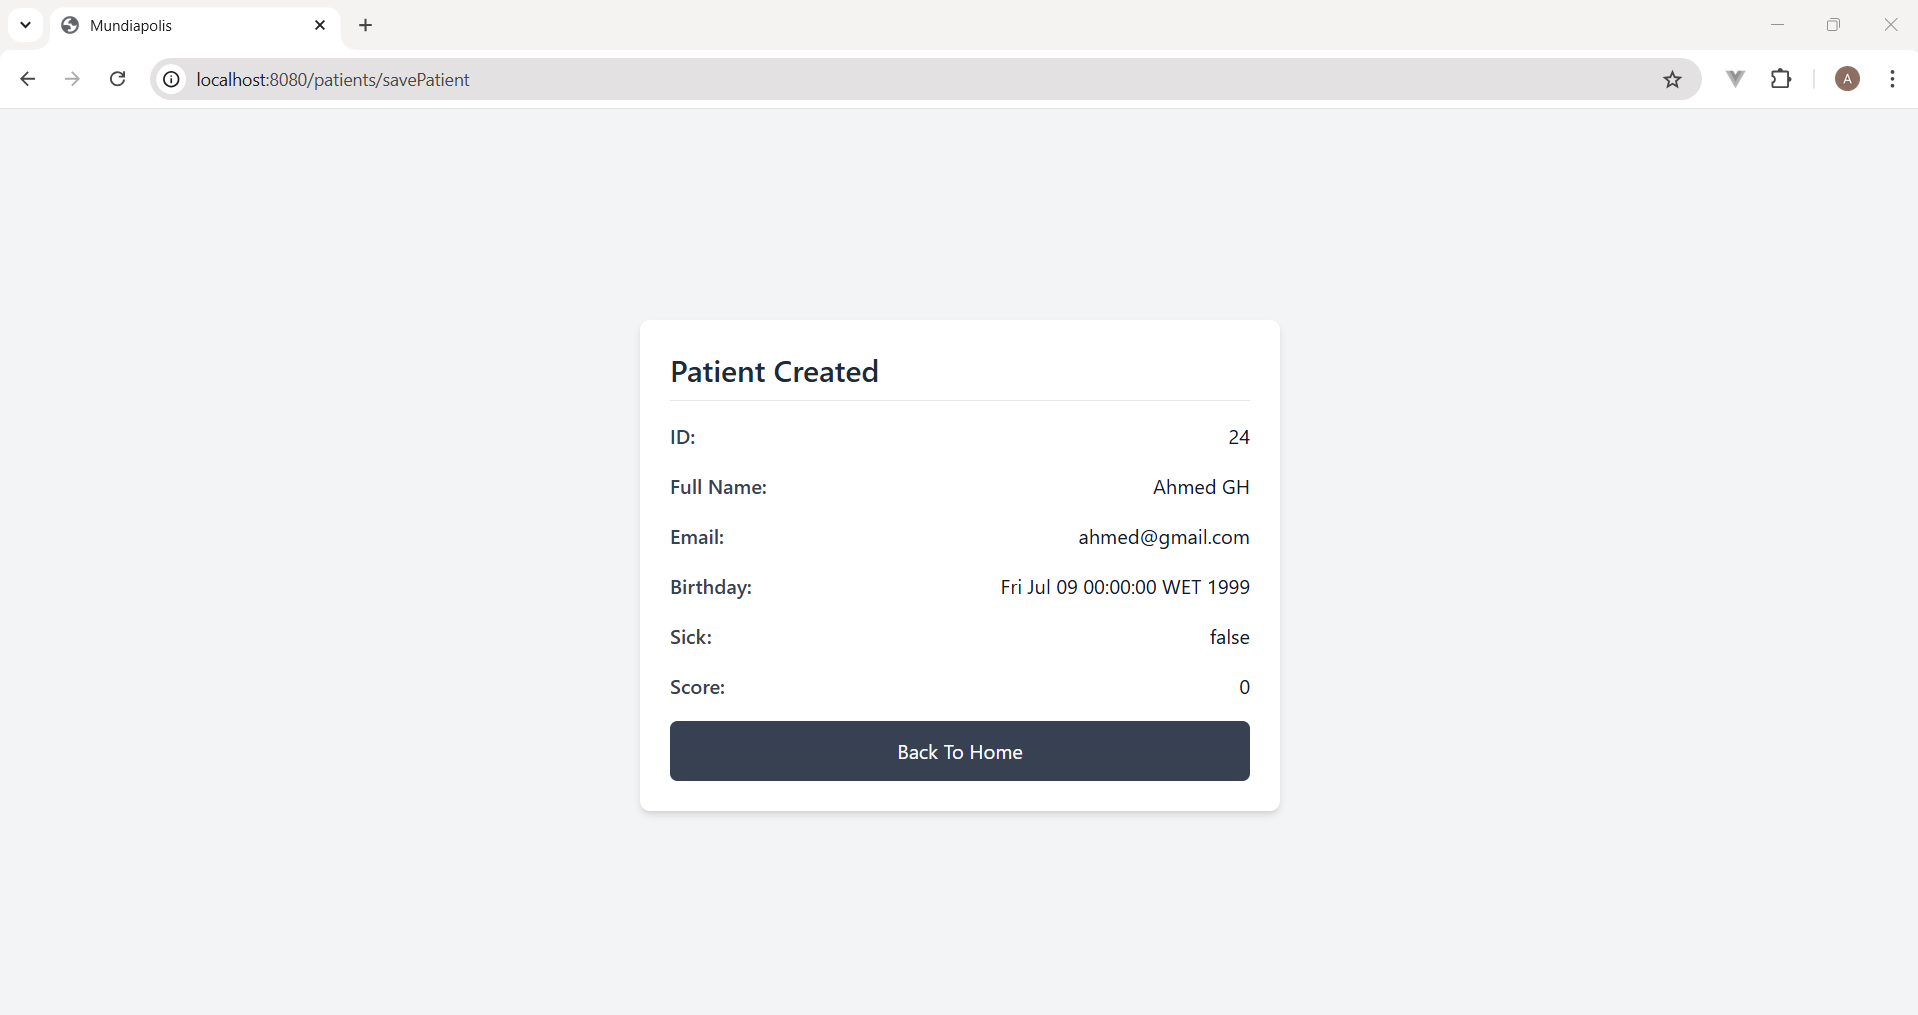 Mundiapolis
localhost:8080/patients/savePatient
A
Patient Created
ID: 24
Full Name: Ahmed GH
Email: ahmed@gmail.com
Birthday: Fri Jul 09 00:00:00 WET 1999
Sick: false
Score: 0
Back To Home